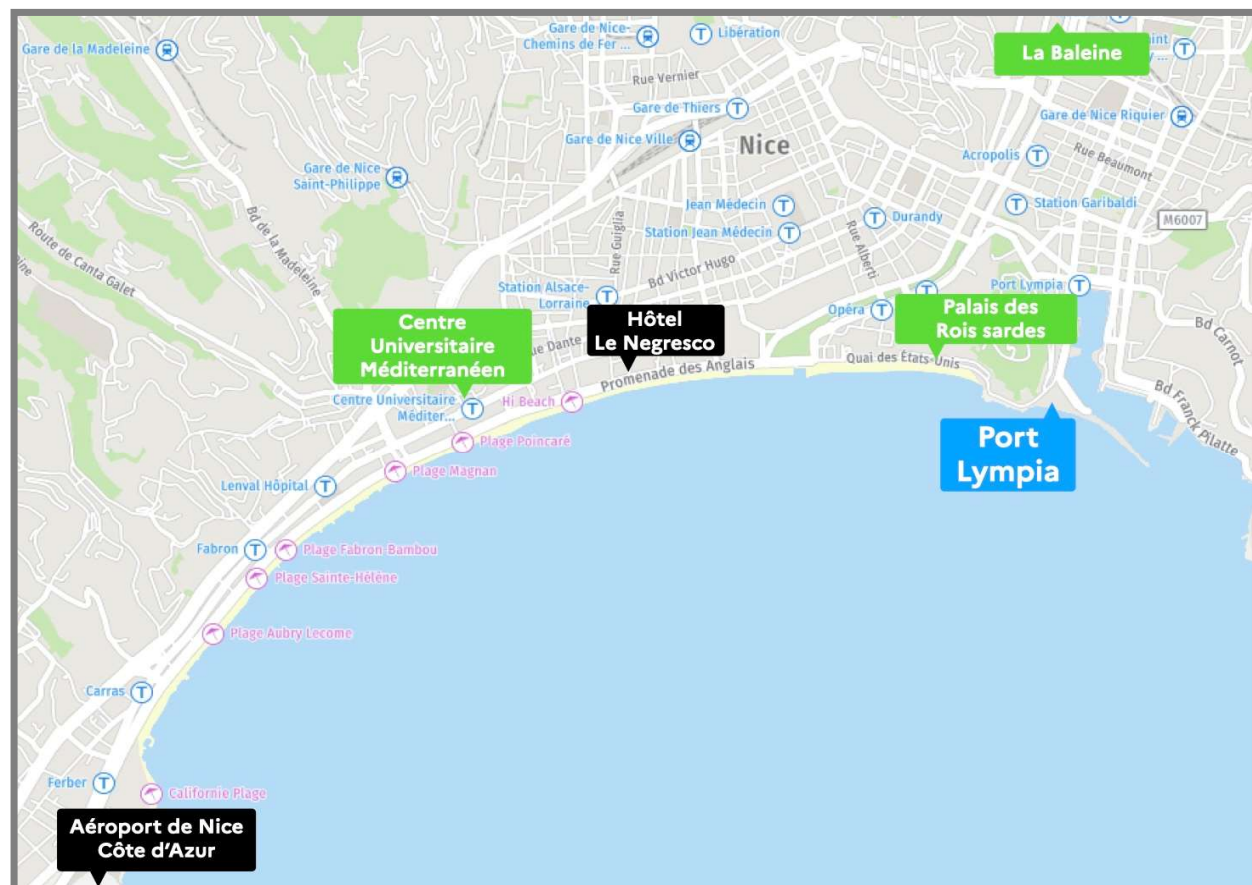 Gare de la Madeleine
Gare de Nice-
Chemins de Fer ...
Libération
La Baleine
Rue Vernier
Gare de Thiers
Gare de Nice Riquier
Gare de Nice Ville
Nice
Acropolis
Rue Beaumont
Gare de Nice
Saint-Philippe
Jean Médecin
Durandy
Station Garibaldi
M6007
Station Jean Médecin
Rue Guiglia
Rue Alberti
Bd de la Madeleine
Route de Canta Galet
Bd Victor Hugo
Station Alsace-
Lorraine
Port Lympia
Opéra
Palais des
Rois sardes
Centre
Universitaire
Méditerranéen
Hôtel
Le Negresco
Bd Carnot
Quai des États-Unis
Promenade des Anglais
Bd Franck Pilatte
Centre Universitaire
Méditer...
Hi Beach
Plage Poincaré
Port
Lympia
Plage Magnan
Lenval Hôpital
Fabron
Plage Fabron-Bambou
Plage Sainte-Hélène
Plage Aubry Lecome
Carras
Ferber
Californie Plage
Aéroport de Nice
Côte d’Azur